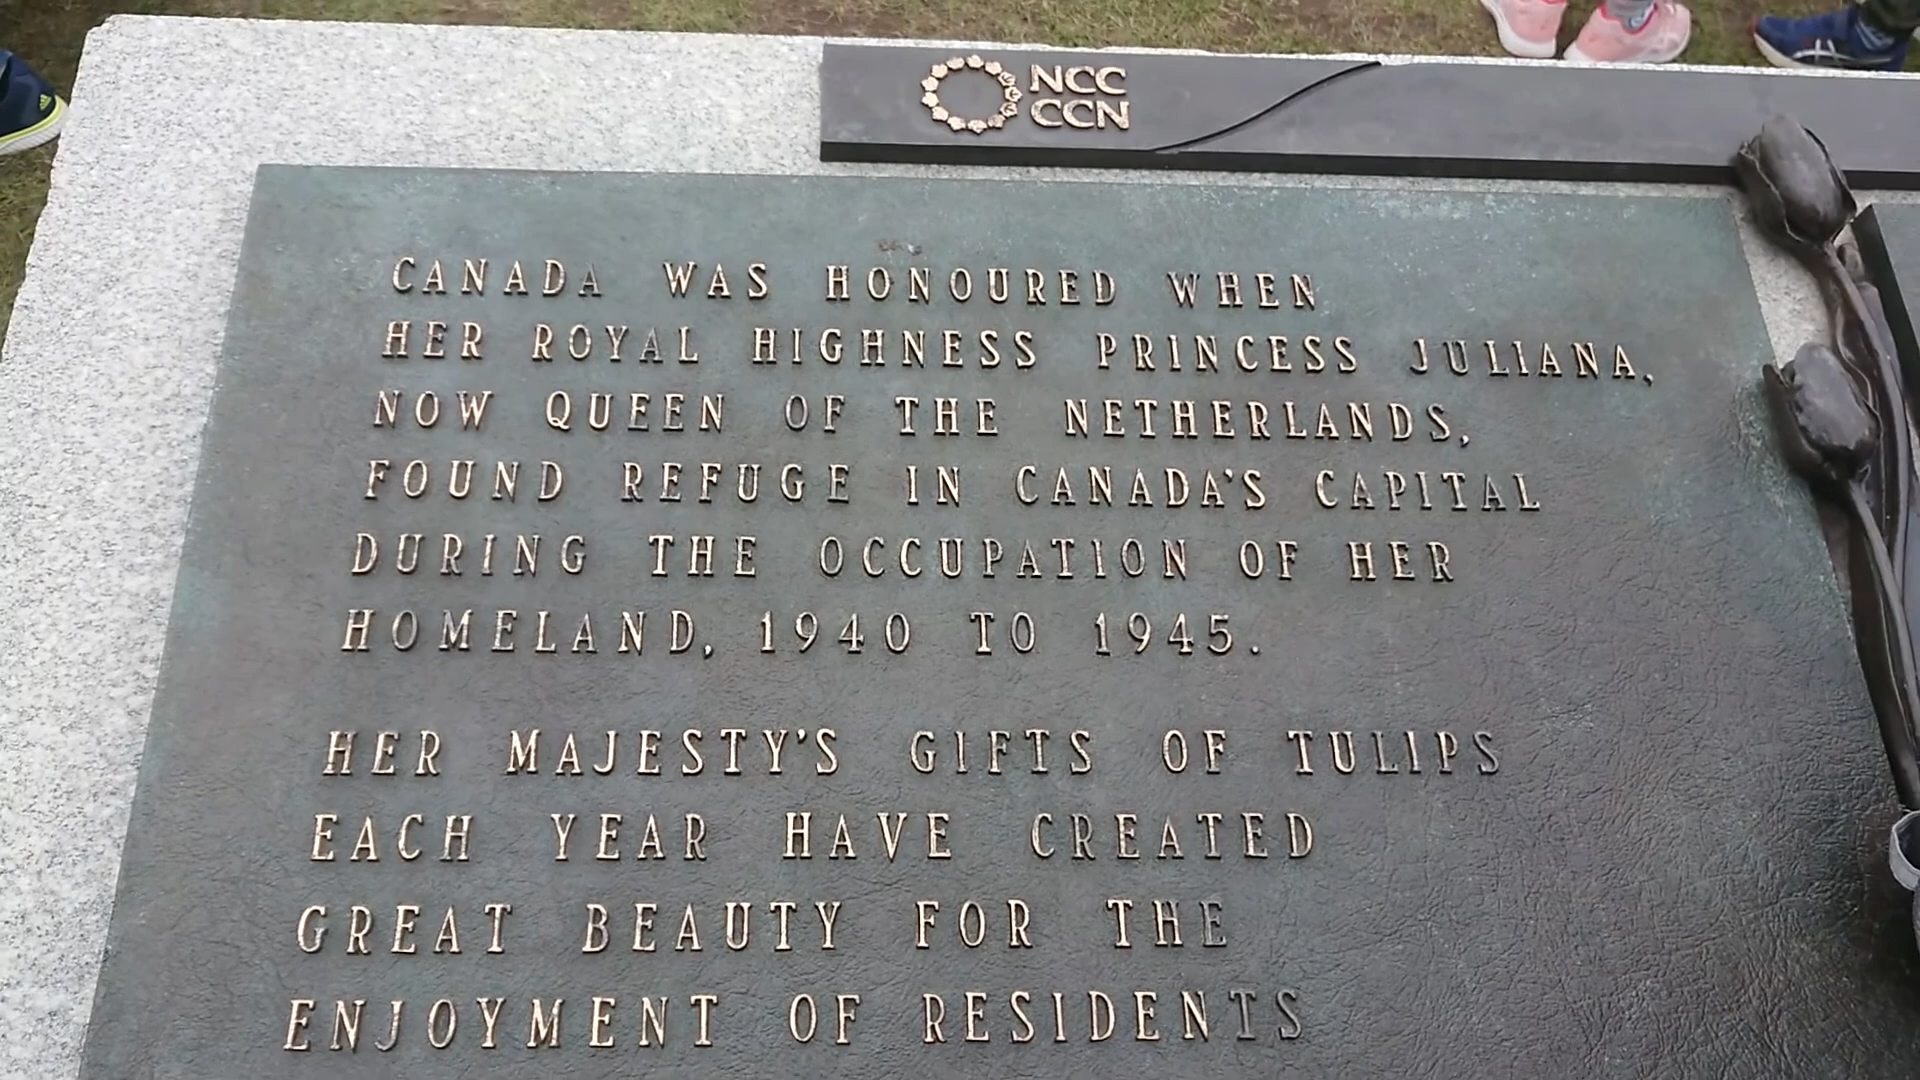 NCC
CCN
CANADA WAS HONOURED WHEN
HER ROYAL HIGHNESS PRINCESS JULIANA,
NOW QUEEN OF THE NETHERLANDS,
FOUND REFUGE IN CANADA'S CAPITAL
DURING THE OCCUPATION OF HER
HOMELAND, 1940 TO 1945.
HER MAJESTY'S GIFTS OF TULIPS
EACH YEAR HAVE CREATED
GREAT BEAUTY FOR THE
ENJOYMENT OF RESIDENTS